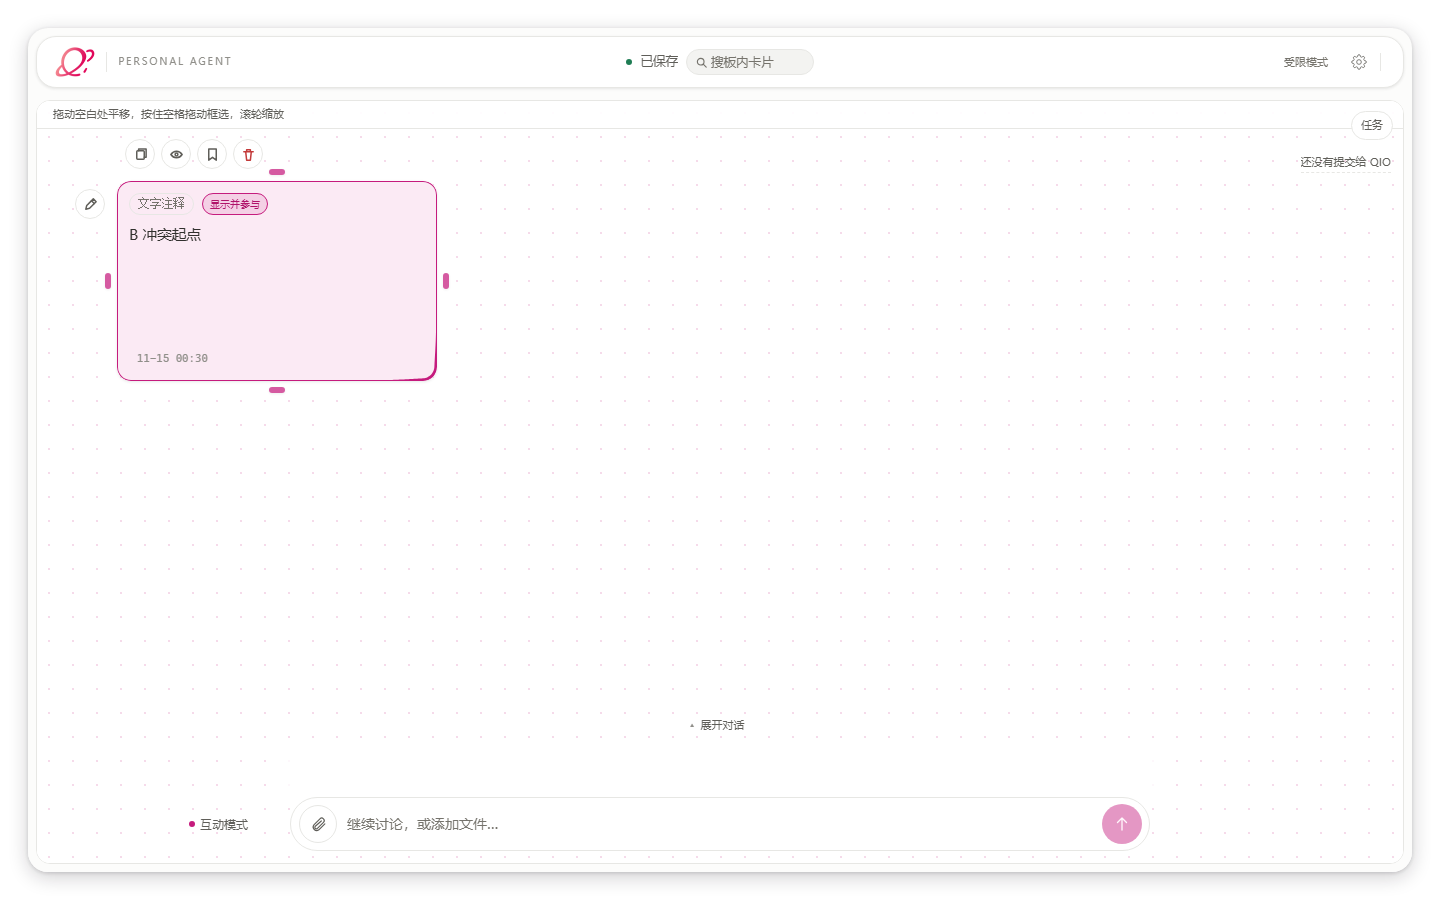 PERSONAL AGENT
已保存
搜板内卡片
受限模式
拖动空白处平移，按住空格拖动框选，滚轮缩放
任务
还没有提交给 QIO
文字注释
显示并参与
B 冲突起点
11-15 00:30
展开对话
互动模式
继续讨论，或添加文件...